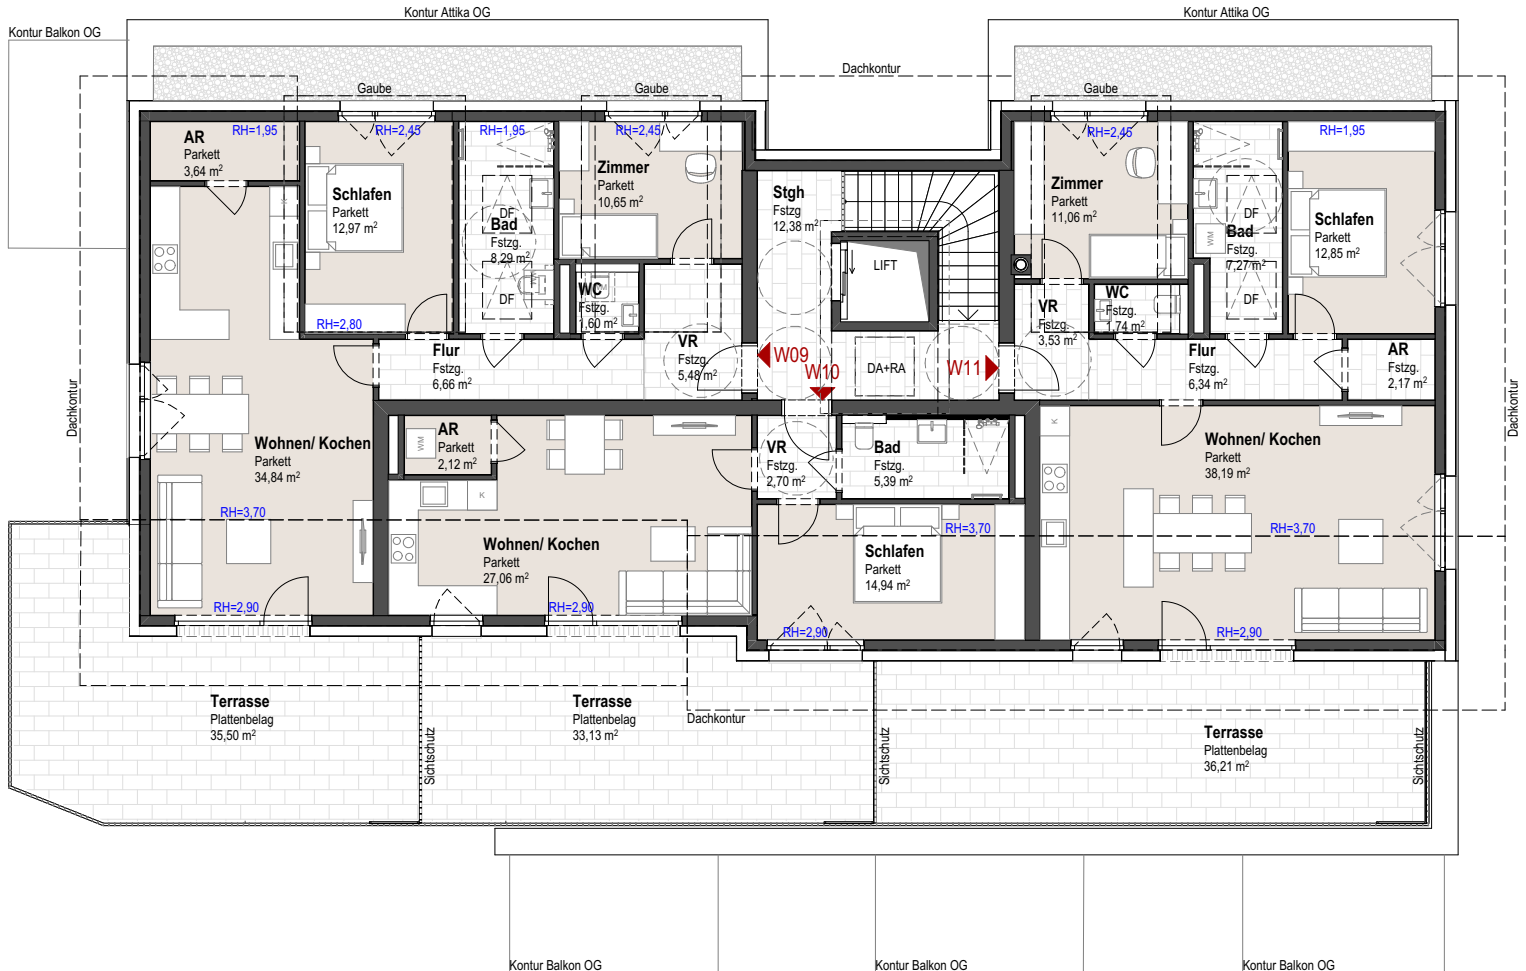 Kontur Attika OG
Kontur Attika OG
Kontur Balkon OG
Dachkontur
Gaube
Gaube
Gaube
AR
Parkett
3,64 m²
RH=1,95
RH=2,45
Schlafen
Parkett
12,97 m²
RH=2,80
RH=1,95
DF
Bad
Fstzg.
8,29 m²
DF
WM
RH=2,45
Zimmer
Parkett
10,65 m²
WC
Fstzg.
1,60 m²
WM
VR
Fstzg.
5,48 m²
Flur
Fstzg.
6,66 m²
K
Stgh
Fstzg
12,38 m²
LIFT
DA+RA
W09
W10
W11
RH=2,45
Zimmer
Parkett
11,06 m²
VR
Fstzg.
3,53 m²
WC
Fstzg.
1,74 m²
DF
WM
Bad
Fstzg.
7,27 m²
DF
RH=1,95
Schlafen
Parkett
12,85 m²
Flur
Fstzg.
6,34 m²
AR
Fstzg.
2,17 m²
Dachkontur
Dachkontur
Wohnen/ Kochen
Parkett
34,84 m²
RH=3,70
RH=2,90
AR
Parkett
2,12 m²
WM
K
Wohnen/ Kochen
Parkett
27,06 m²
RH=2,90
VR
Fstzg.
2,70 m²
Bad
Fstzg.
5,39 m²
RH=3,70
Schlafen
Parkett
14,94 m²
RH=2,90
K
Wohnen/ Kochen
Parkett
38,19 m²
RH=3,70
RH=2,90
Terrasse
Plattenbelag
35,50 m²
Sichtschutz
Terrasse
Plattenbelag
33,13 m²
Dachkontur
Sichtschutz
Terrasse
Plattenbelag
36,21 m²
Sichtschutz
Kontur Balkon OG
Kontur Balkon OG
Kontur Balkon OG